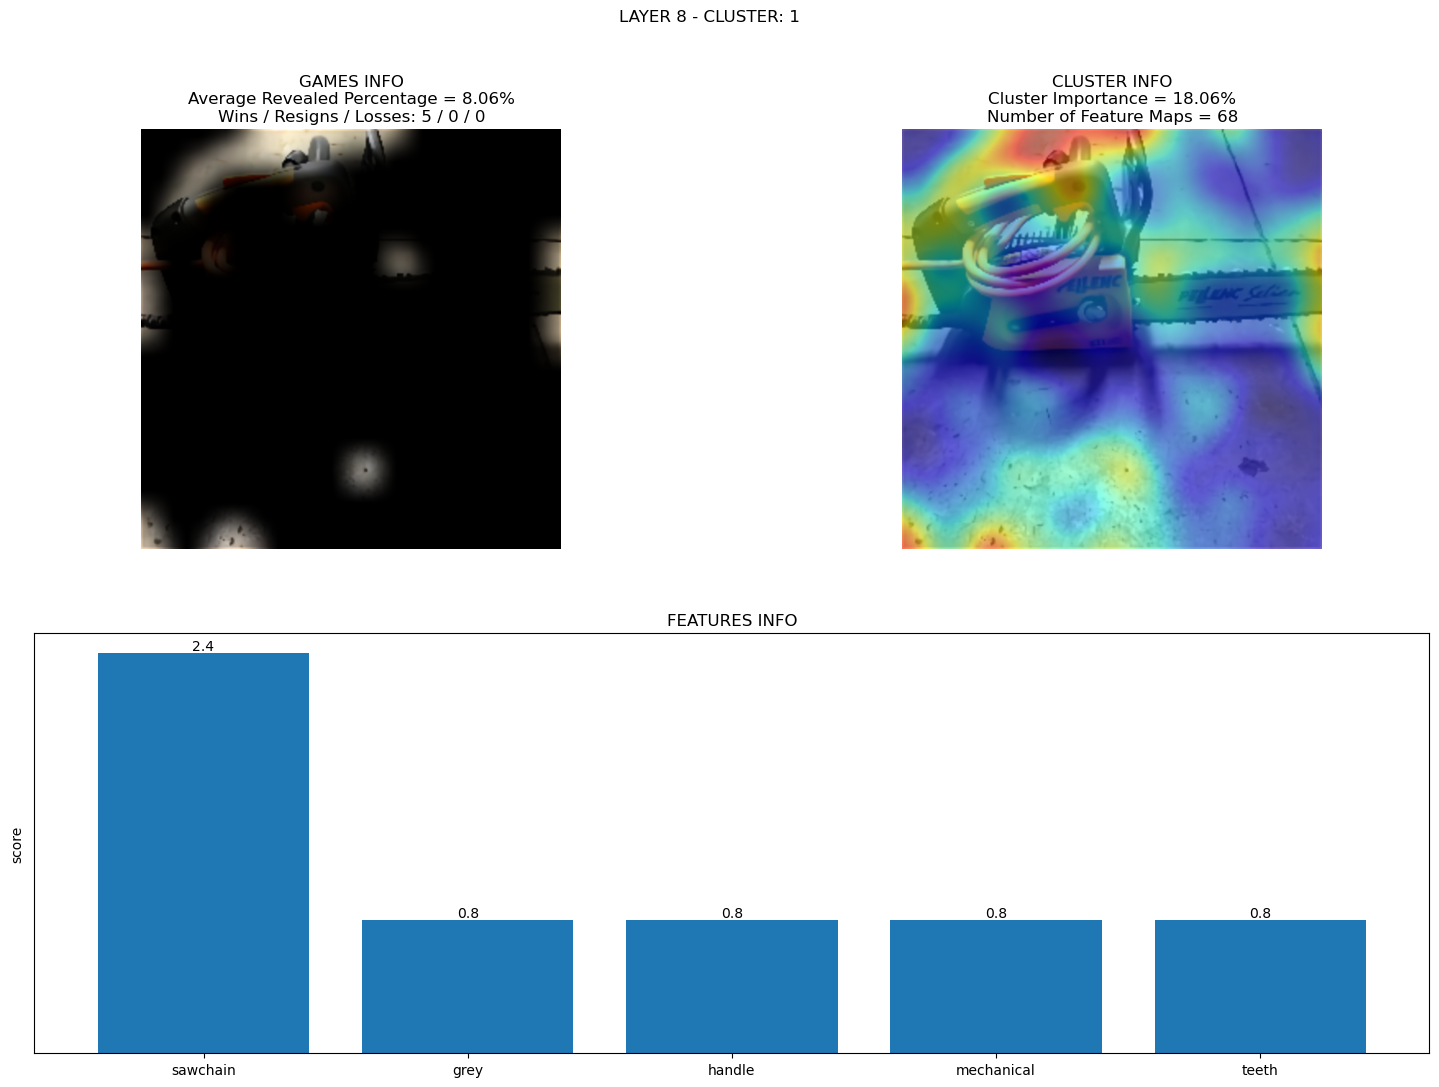 LAYER 8 - CLUSTER: 1
GAMES INFO
Average Revealed Percentage = 8.06%
Wins / Resigns / Losses: 5 / 0 / 0
CLUSTER INFO
Cluster Importance = 18.06%
Number of Feature Maps = 68
PELLENC
PELLENC Selion
FEATURES INFO
score
2.4
0.8
0.8
0.8
0.8
sawchain
grey
handle
mechanical
teeth